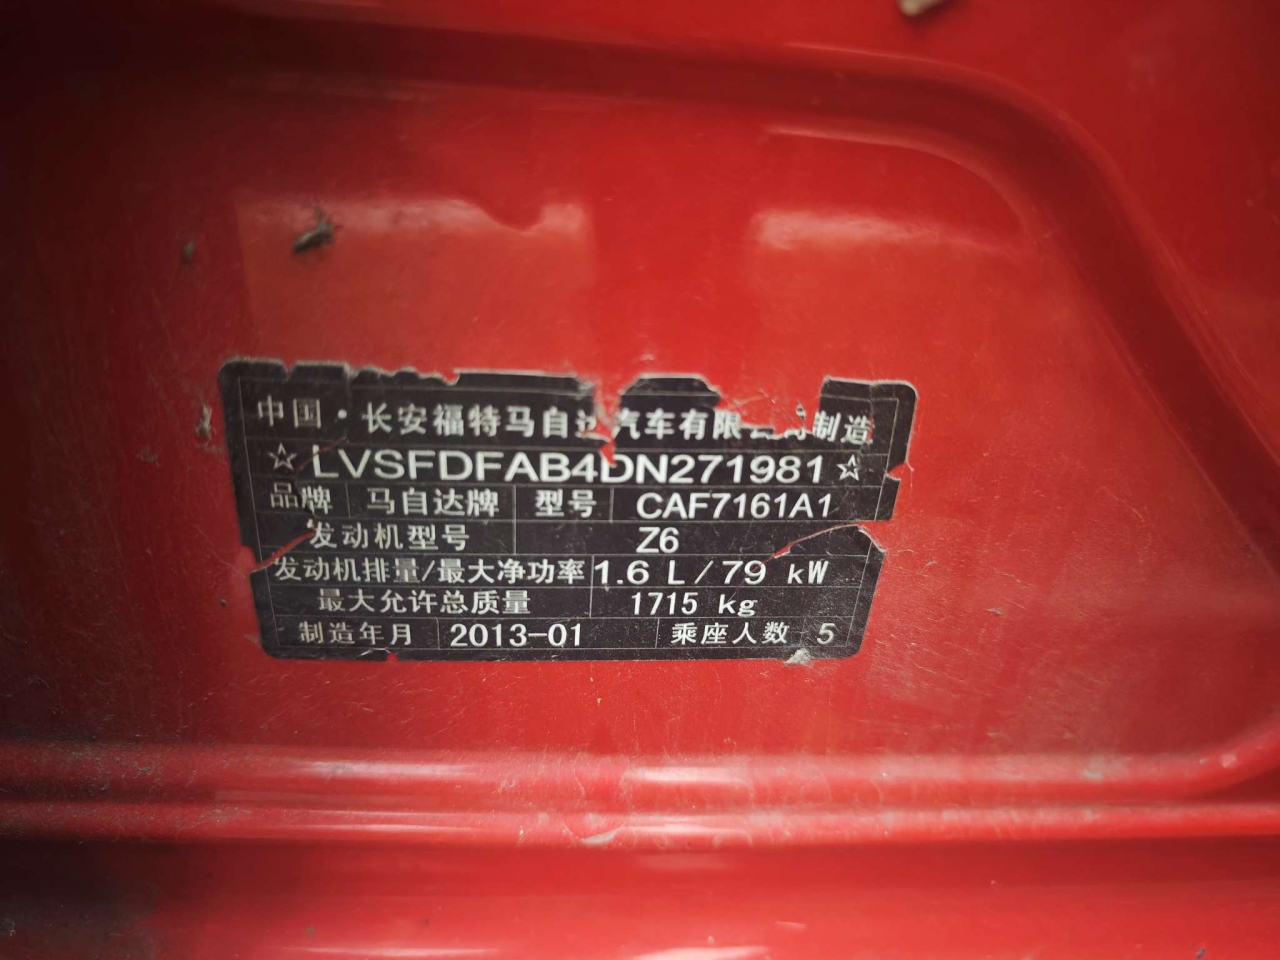 中国·长安福特马自达汽车有限公司制造
☆LVSFDFAB4DN271981☆
品牌 马自达牌 型号 CAF7161A1
发动机型号 Z6
发动机排量/最大净功率 1.6 L/79 kW
最大允许总质量 1715 kg
制造年月 2013-01 乘座人数 5